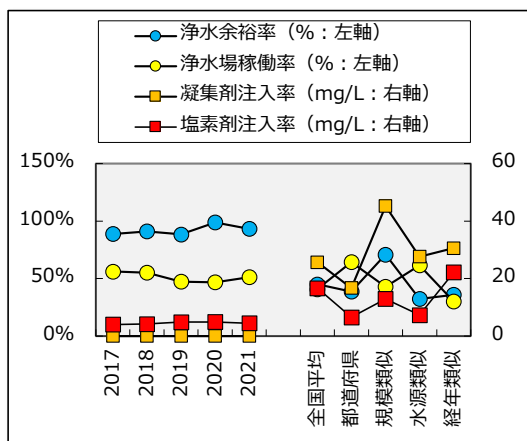 浄水余裕率（%：左軸）
浄水場稼働率（%：左軸）
凝集剤注入率（mg/L：右軸）
塩素剤注入率（mg/L：右軸）
150% 60
100% 40
50% 20
0% 0
2017 2018 2019 2020 2021 全国平均 都道府県 規模類似 水源類似 経年類似